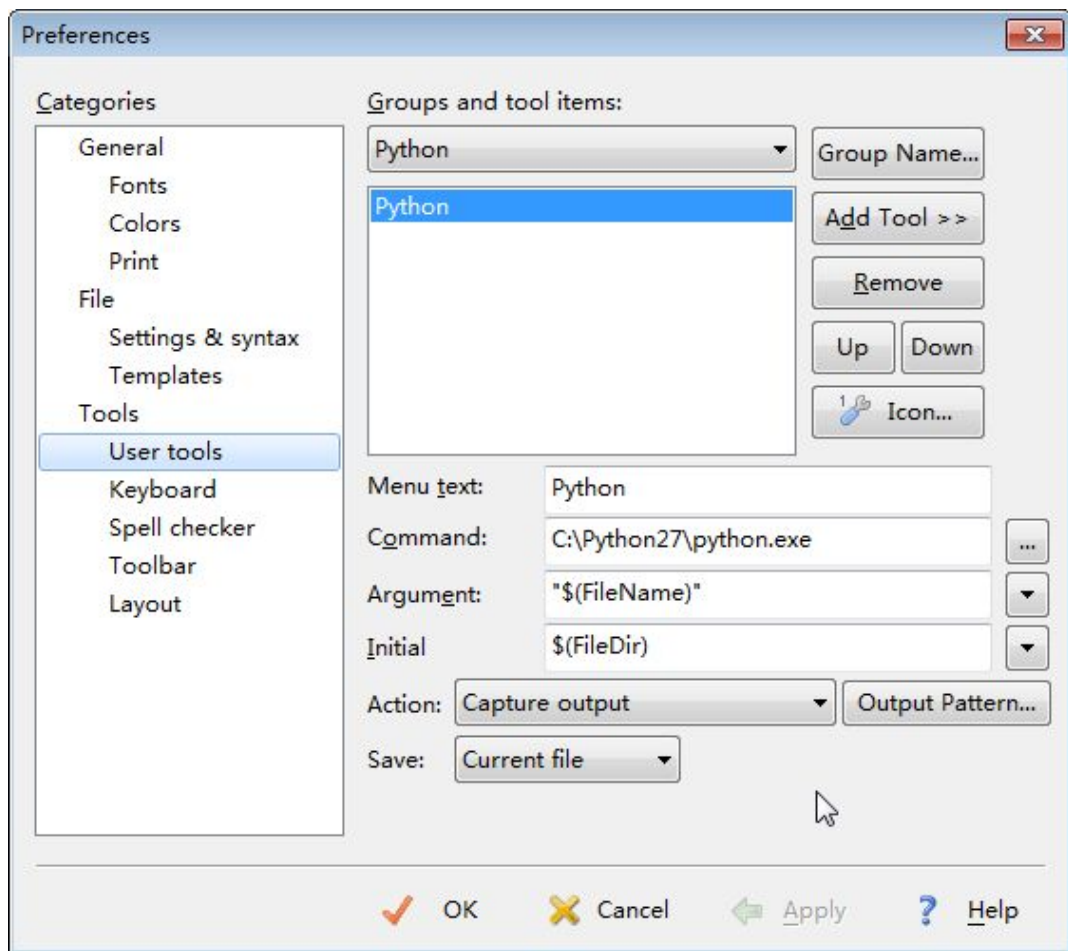 Preferences
Categories
General
Fonts
Colors
Print
File
Settings & syntax
Templates
Tools
User tools
Keyboard
Spell checker
Toolbar
Layout
Groups and tool items:
Python
Group Name...
Python
Add Tool >>
Remove
Up
Down
1
Icon...
Menu text:
Python
Command:
C:\Python27\python.exe
...
Argument:
"$(FileName)"
Initial
$(FileDir)
Action:
Capture output
Output Pattern...
Save:
Current file
OK
Cancel
Apply
? Help